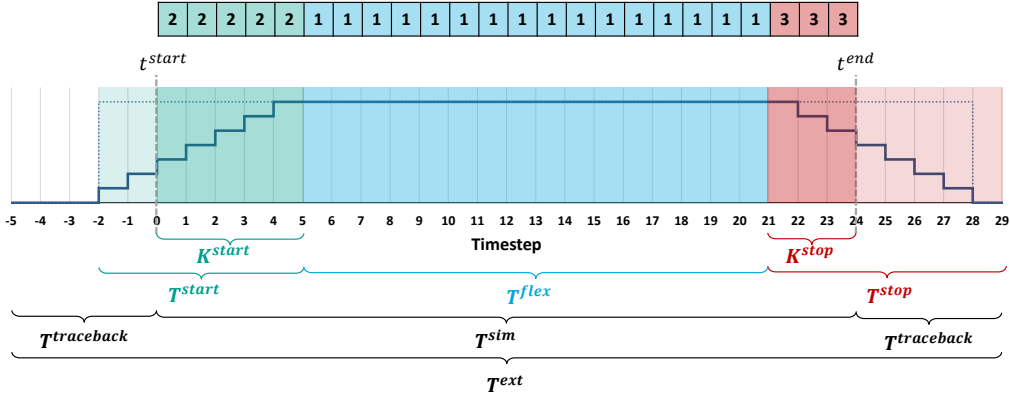 2 2 2 2 2 1 1 1 1 1 1 1 1 1 1 1 1 1 1 1 1 3 3 3
t^start t^end
-5 -4 -3 -2 -1 0 1 2 3 4 5 6 7 8 9 10 11 12 13 14 15 16 17 18 19 20 21 22 23 24 25 26 27 28 29
Timestep
K^start K^stop
T^start T^flex T^stop
T^traceback T^sim T^traceback
T^ext